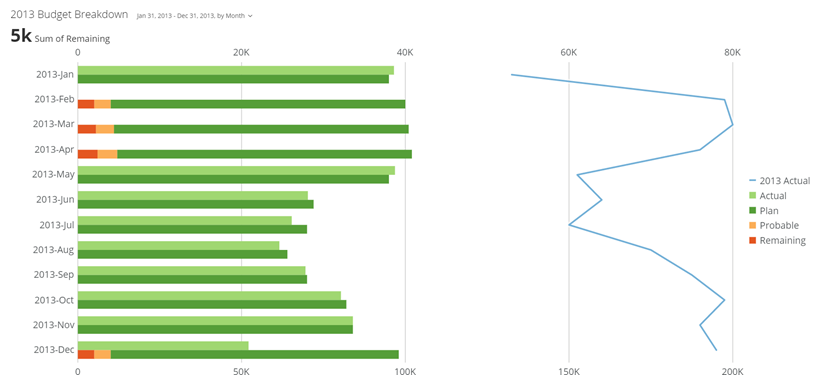 2013 Budget Breakdown Jan 31, 2013 - Dec 31, 2013, by Month
5k Sum of Remaining
0 20K 40K 60K 80K
2013-Jan
2013-Feb
2013-Mar
2013-Apr
2013-May
2013-Jun
2013-Jul
2013-Aug
2013-Sep
2013-Oct
2013-Nov
2013-Dec
0 50K 100K 150K 200K
2013 Actual
Actual
Plan
Probable
Remaining